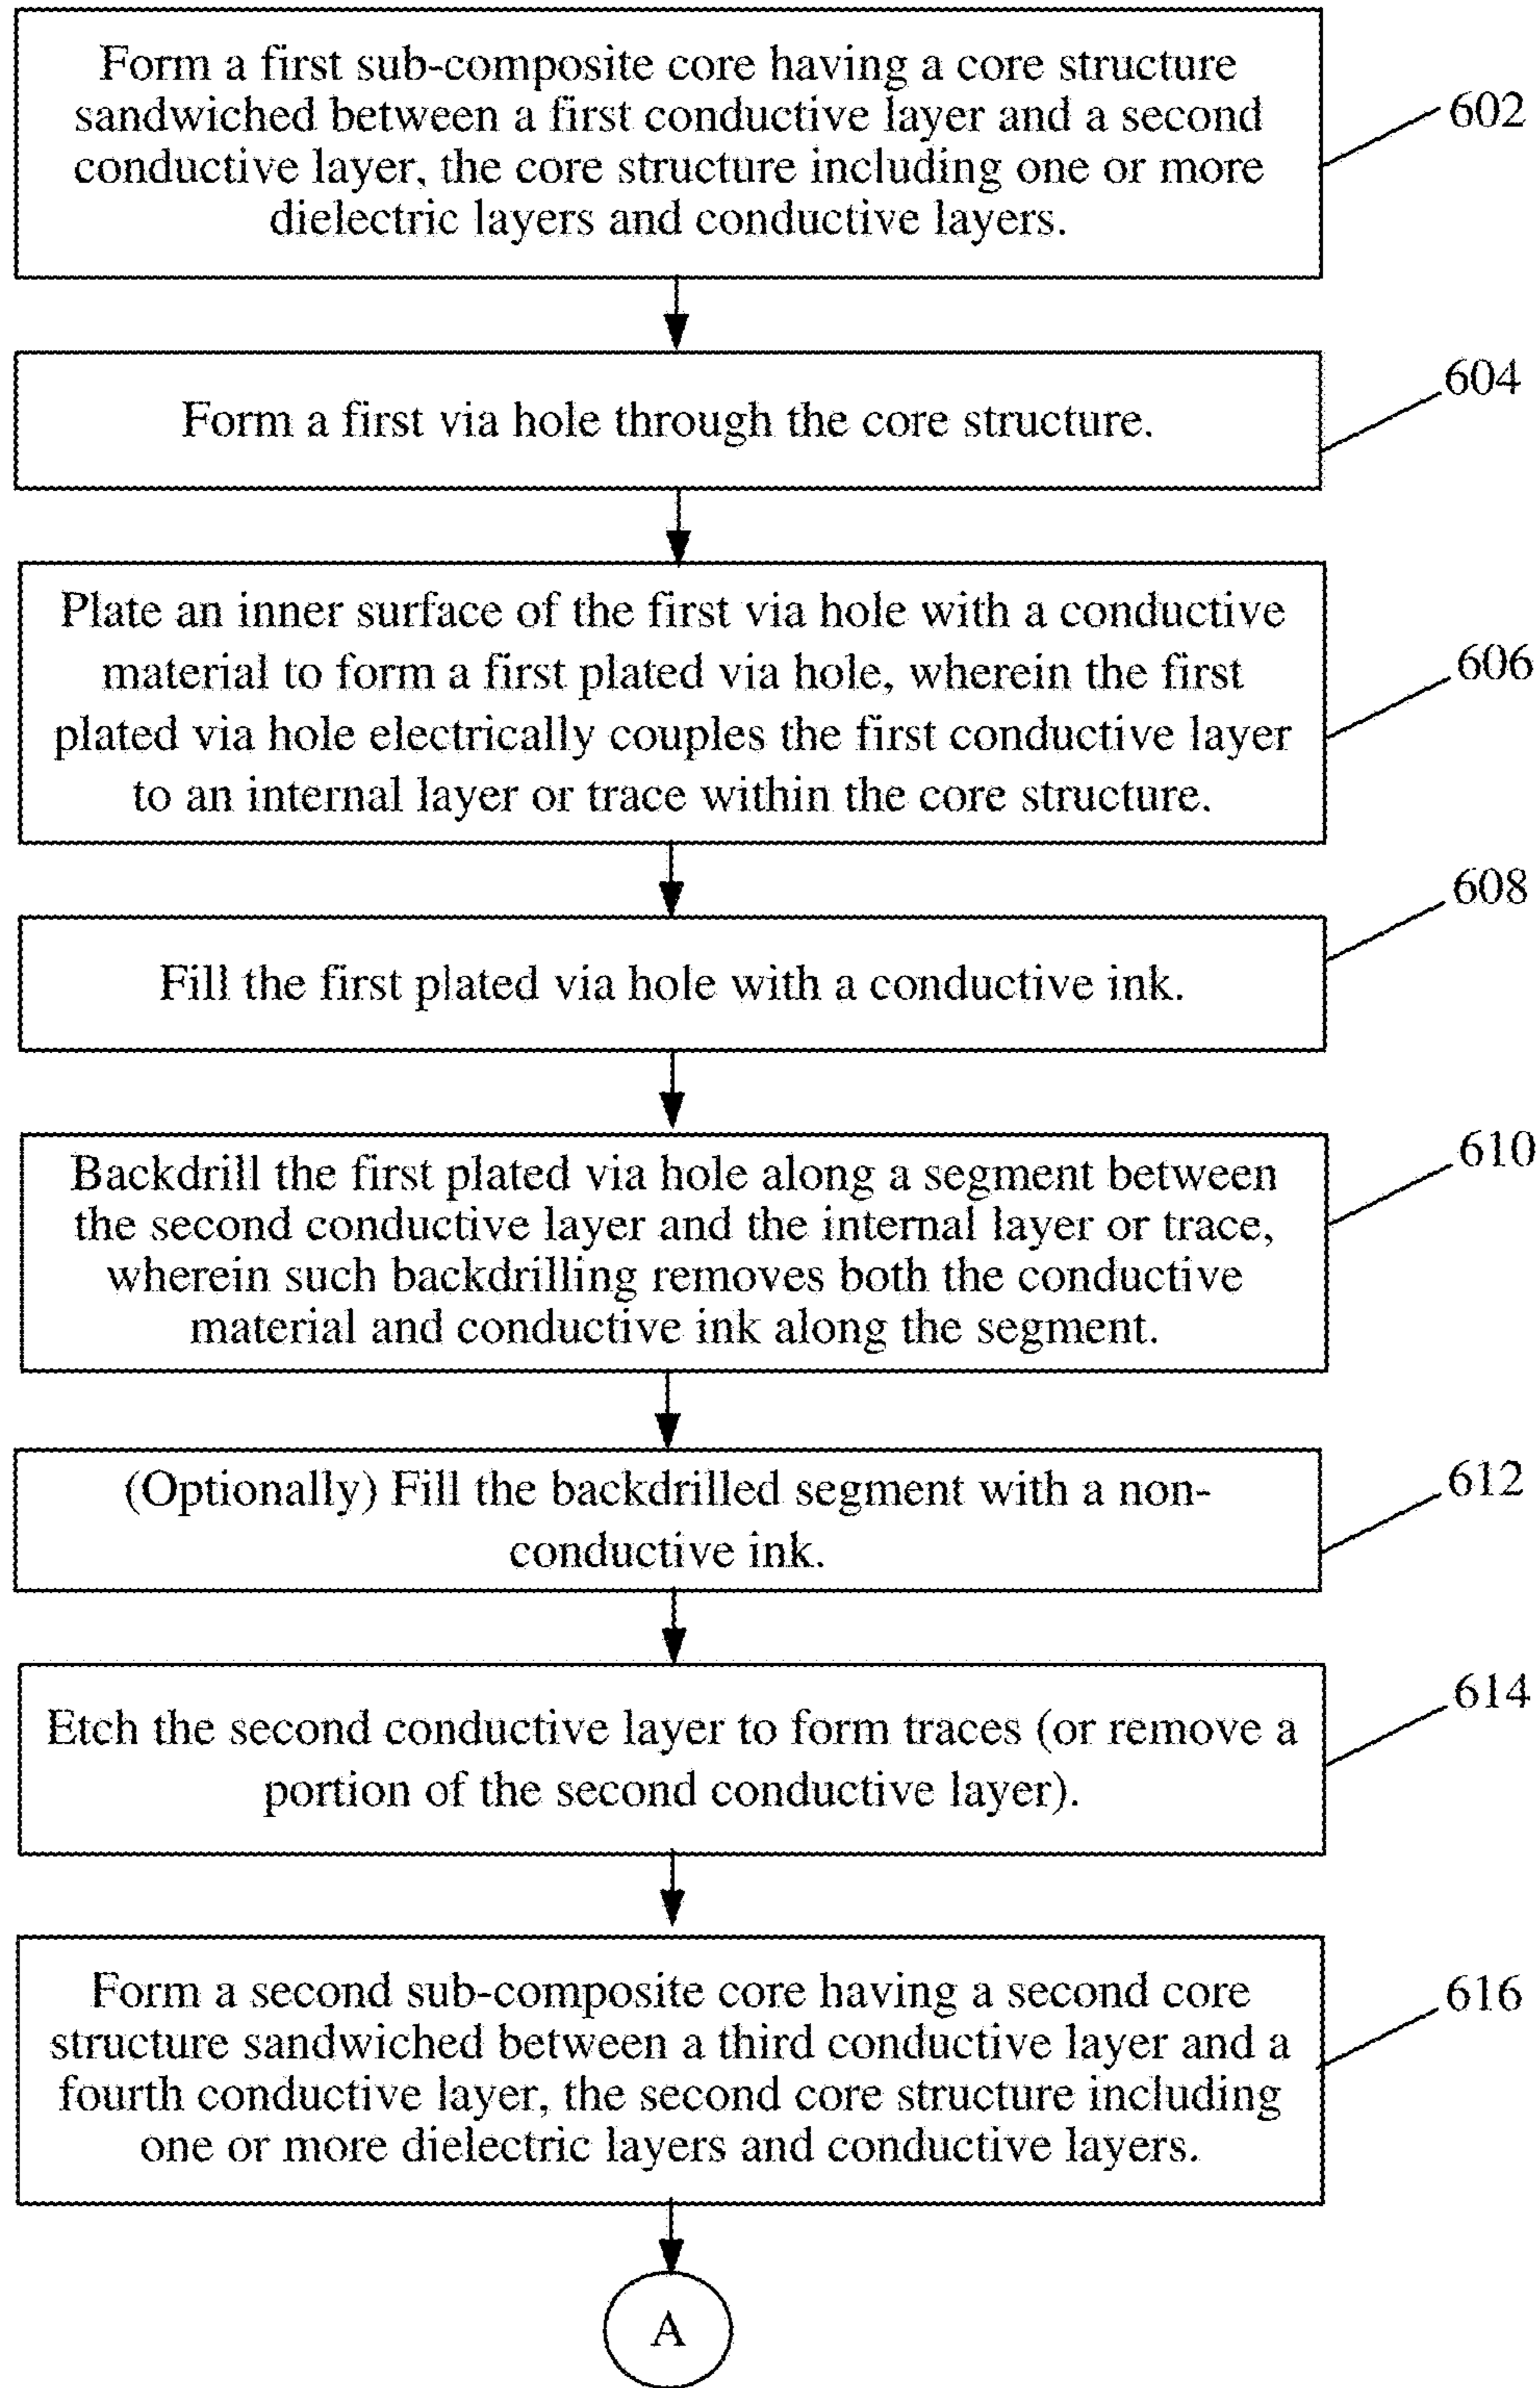 Form a first sub-composite core having a core structure
sandwiched between a first conductive layer and a second
conductive layer, the core structure including one or more
dielectric layers and conductive layers.
602
Form a first via hole through the core structure.
604
Plate an inner surface of the first via hole with a conductive
material to form a first plated via hole, wherein the first
plated via hole electrically couples the first conductive layer
to an internal layer or trace within the core structure.
606
Fill the first plated via hole with a conductive ink.
608
Backdrill the first plated via hole along a segment between
the second conductive layer and the internal layer or trace,
wherein such backdrilling removes both the conductive
material and conductive ink along the segment.
610
(Optionally) Fill the backdrilled segment with a non-
conductive ink.
612
Etch the second conductive layer to form traces (or remove a
portion of the second conductive layer).
614
Form a second sub-composite core having a second core
structure sandwiched between a third conductive layer and a
fourth conductive layer, the second core structure including
one or more dielectric layers and conductive layers.
616
A